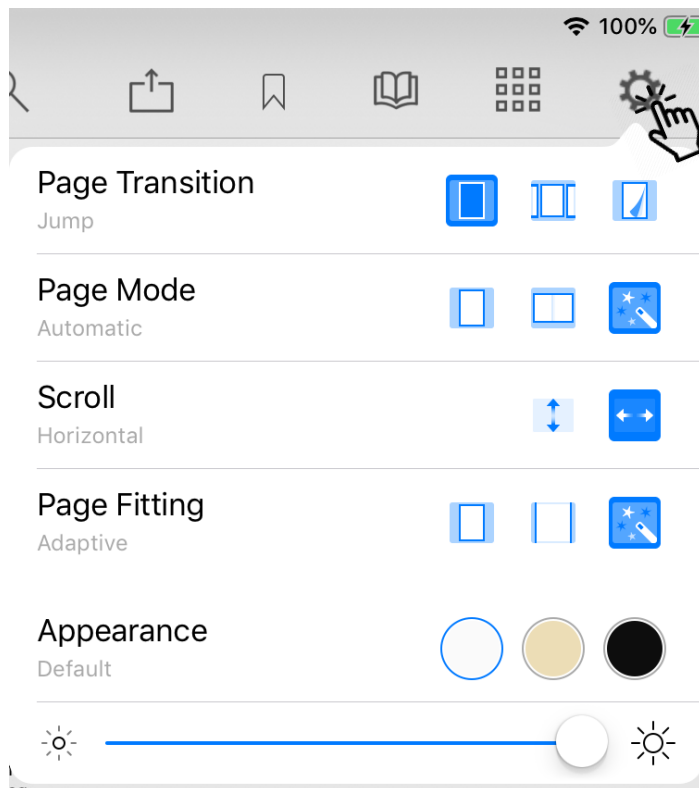 100%
Page Transition
Jump
Page Mode
Automatic
Scroll
Horizontal
Page Fitting
Adaptive
Appearance
Default